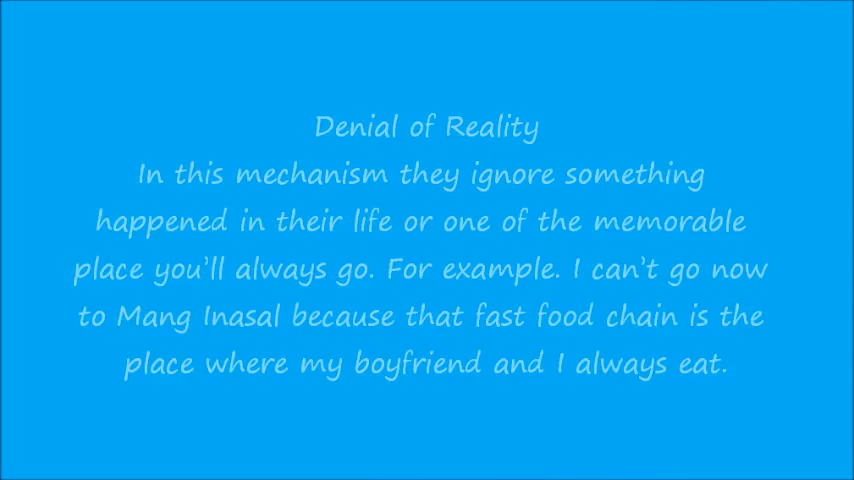 Denial of Reality
In this mechanism they ignore something
happened in their life or one of the memorable
place you'll always go. For example. I can't go now
to Mang Inasal because that fast food chain is the
place where my boyfriend and I always eat.